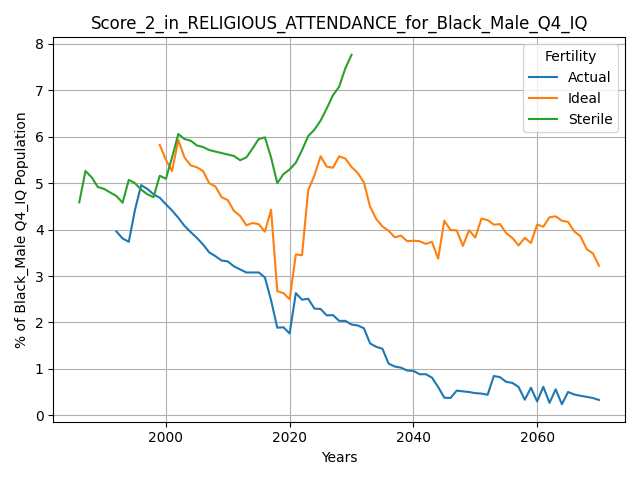 Score_2_in_RELIGIOUS_ATTENDANCE_for_Black_Male_Q4_IQ
% of Black_Male Q4_IQ Population
8
7
6
5
4
3
2
1
0
Fertility
Actual
Ideal
Sterile
2000
2020
2040
2060
Years